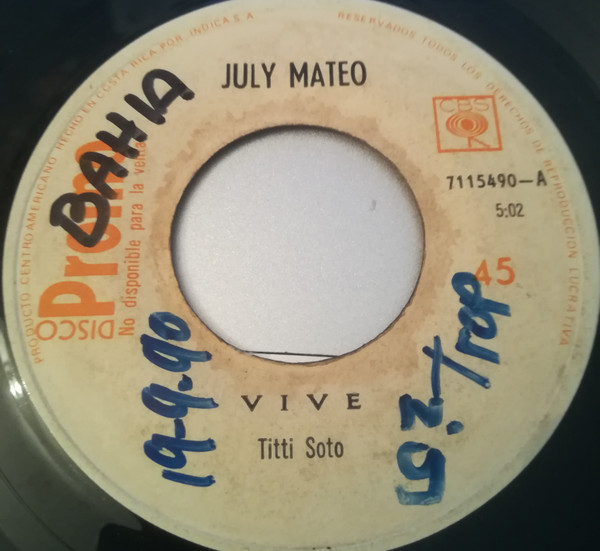 PRODUCTO CENTROAMERICANO HECHO EN COSTA RICA POR INDICA S A
RESERVADOS TODOS LOS DERECHOS DE REPRODUCCION LUCRATIVA
JULY MATEO
BAHIA
CBS
7115490-A
5:02
DISCO Promo
No disponible para la venta
45
19-9-90
Trop
VIVE
Titti Soto